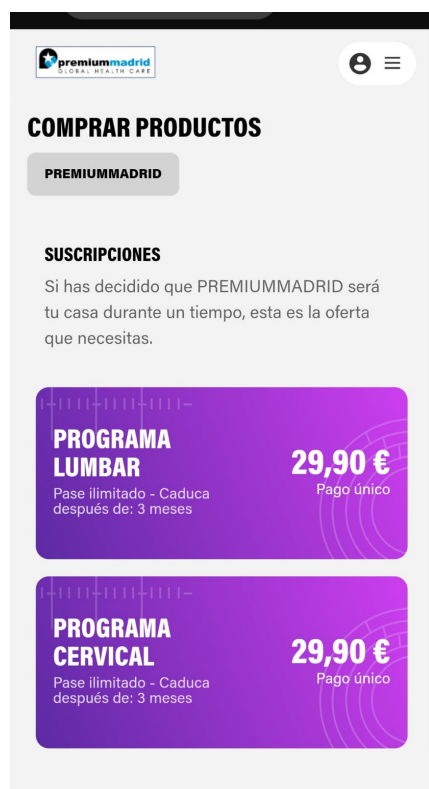 premiummadrid
GLOBAL HEALTH CARE
COMPRAR PRODUCTOS
PREMIUMMADRID
SUSCRIPCIONES
Si has decidido que PREMIUMMADRID será
tu casa durante un tiempo, esta es la oferta
que necesitas.
PROGRAMA
LUMBAR
Pase ilimitado - Caduca
después de: 3 meses
29,90 €
Pago único
PROGRAMA
CERVICAL
Pase ilimitado - Caduca
después de: 3 meses
29,90 €
Pago único